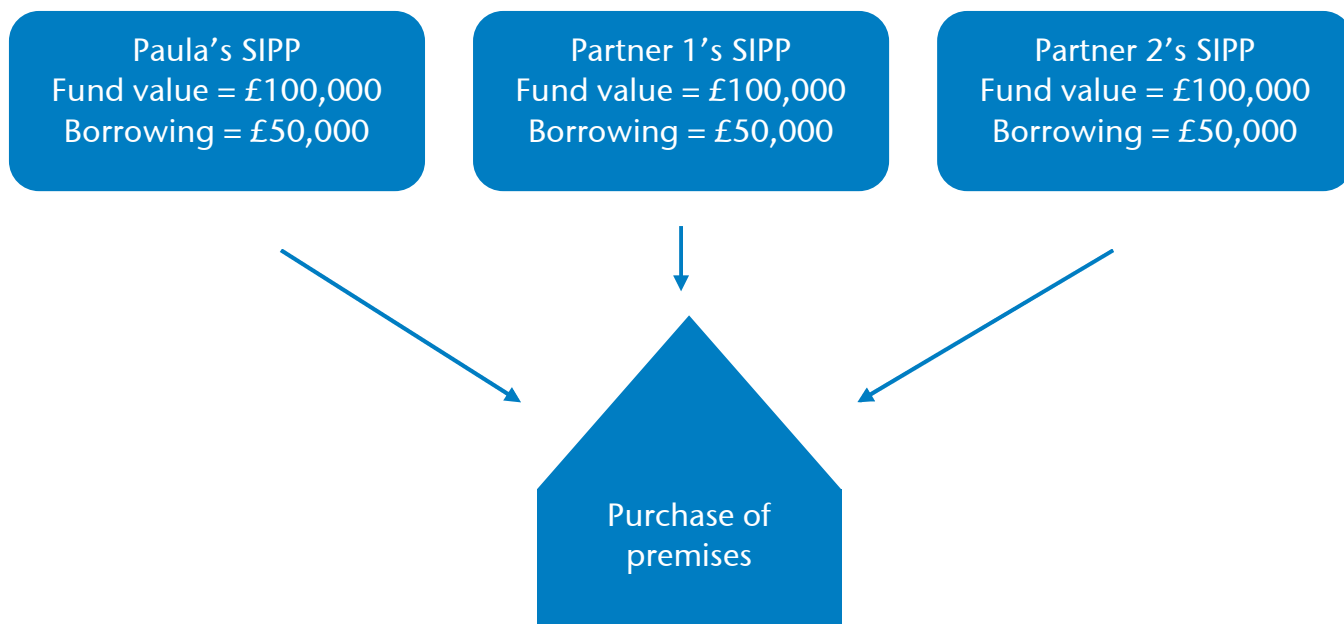 Paula’s SIPP
Fund value = £100,000
Borrowing = £50,000
Partner 1’s SIPP
Fund value = £100,000
Borrowing = £50,000
Partner 2’s SIPP
Fund value = £100,000
Borrowing = £50,000
Purchase of
premises